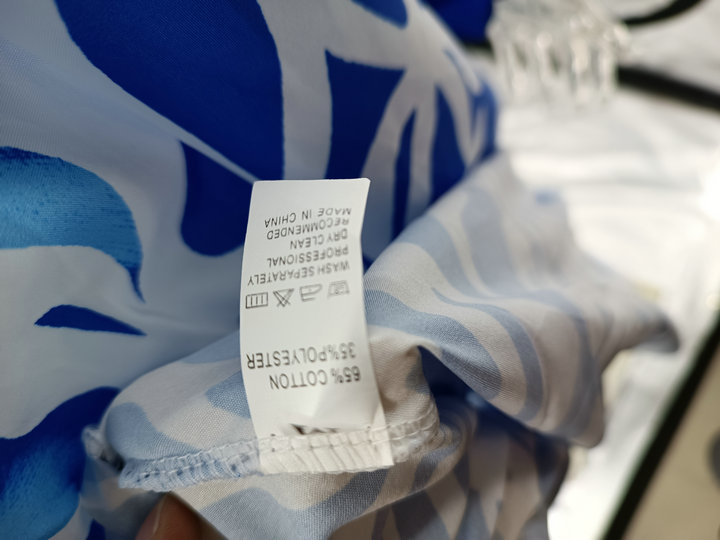 65% COTTON
35%POLYESTER
WASH SEPARATELY
PROFESSIONAL
DRY CLEAN
RECOMMENDED
MADE IN CHINA